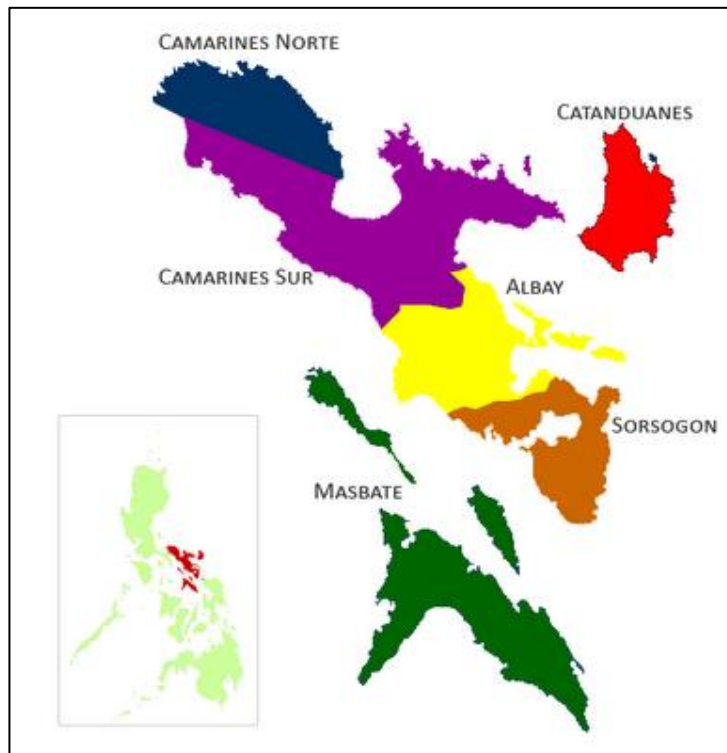 CAMARINES NORTE
CATANDUANES
CAMARINES SUR
ALBAY
SORSOGON
MASBATE